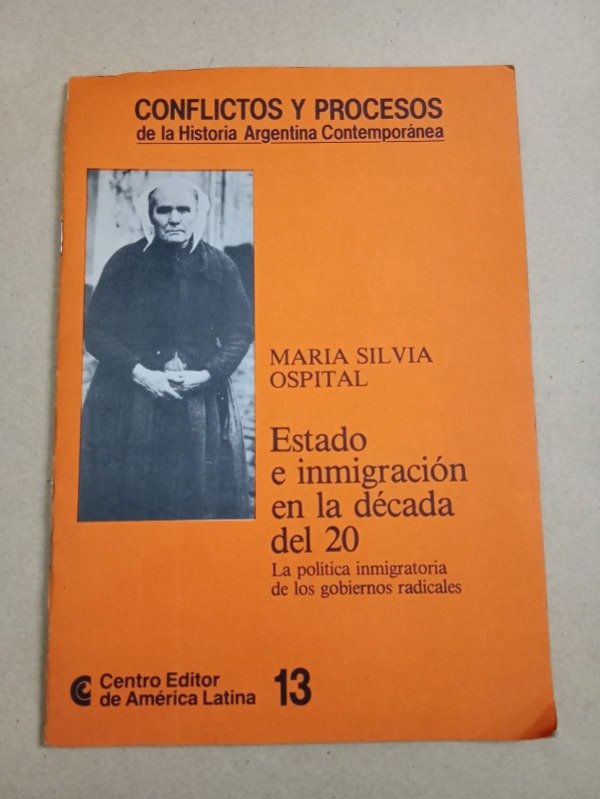 CONFLICTOS Y PROCESOS
de la Historia Argentina Contemporánea
MARIA SILVIA
OSPITAL
Estado
e inmigración
en la década
del 20
La política inmigratoria
de los gobiernos radicales
Centro Editor
de América Latina
13